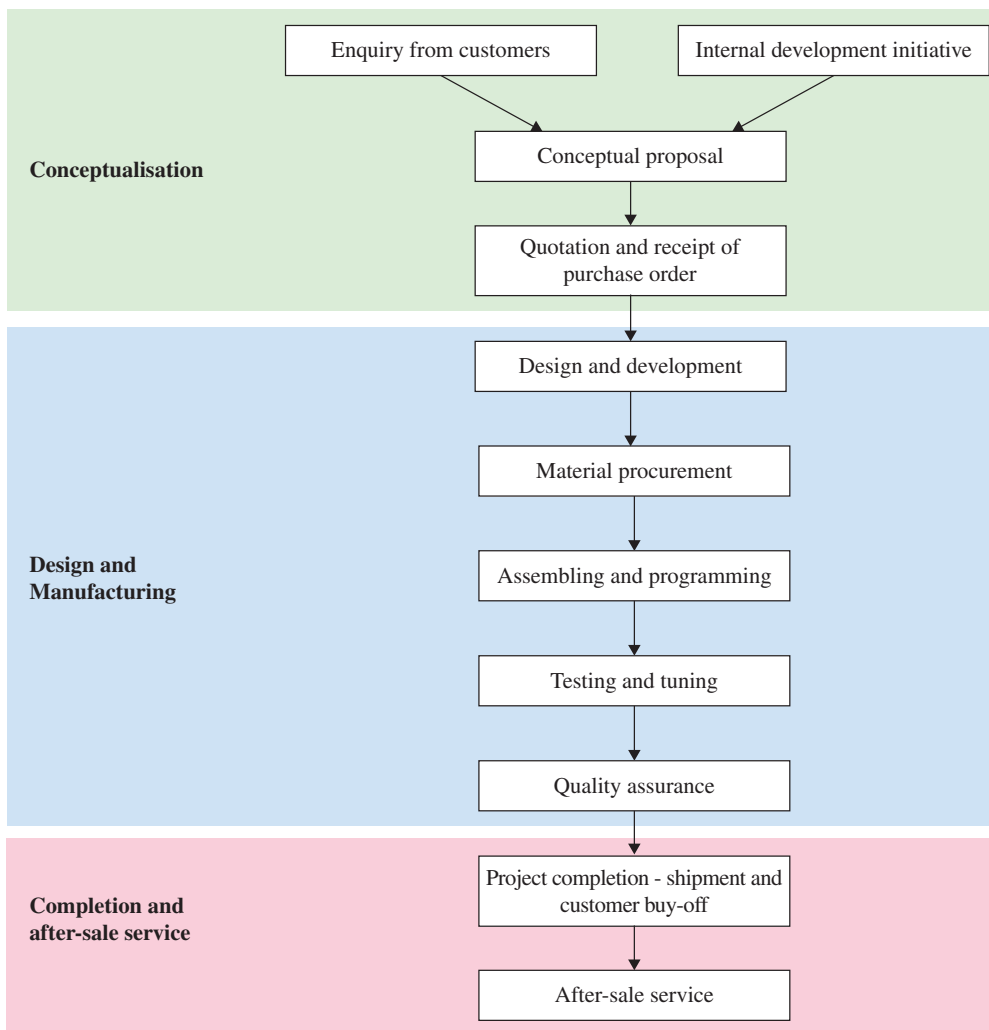 Enquiry from customers
Internal development initiative
Conceptual proposal
Conceptualisation
Quotation and receipt of
purchase order
Design and development
Material procurement
Design and
Manufacturing
Assembling and programming
Testing and tuning
Quality assurance
Project completion - shipment and
customer buy-off
Completion and
after-sale service
After-sale service